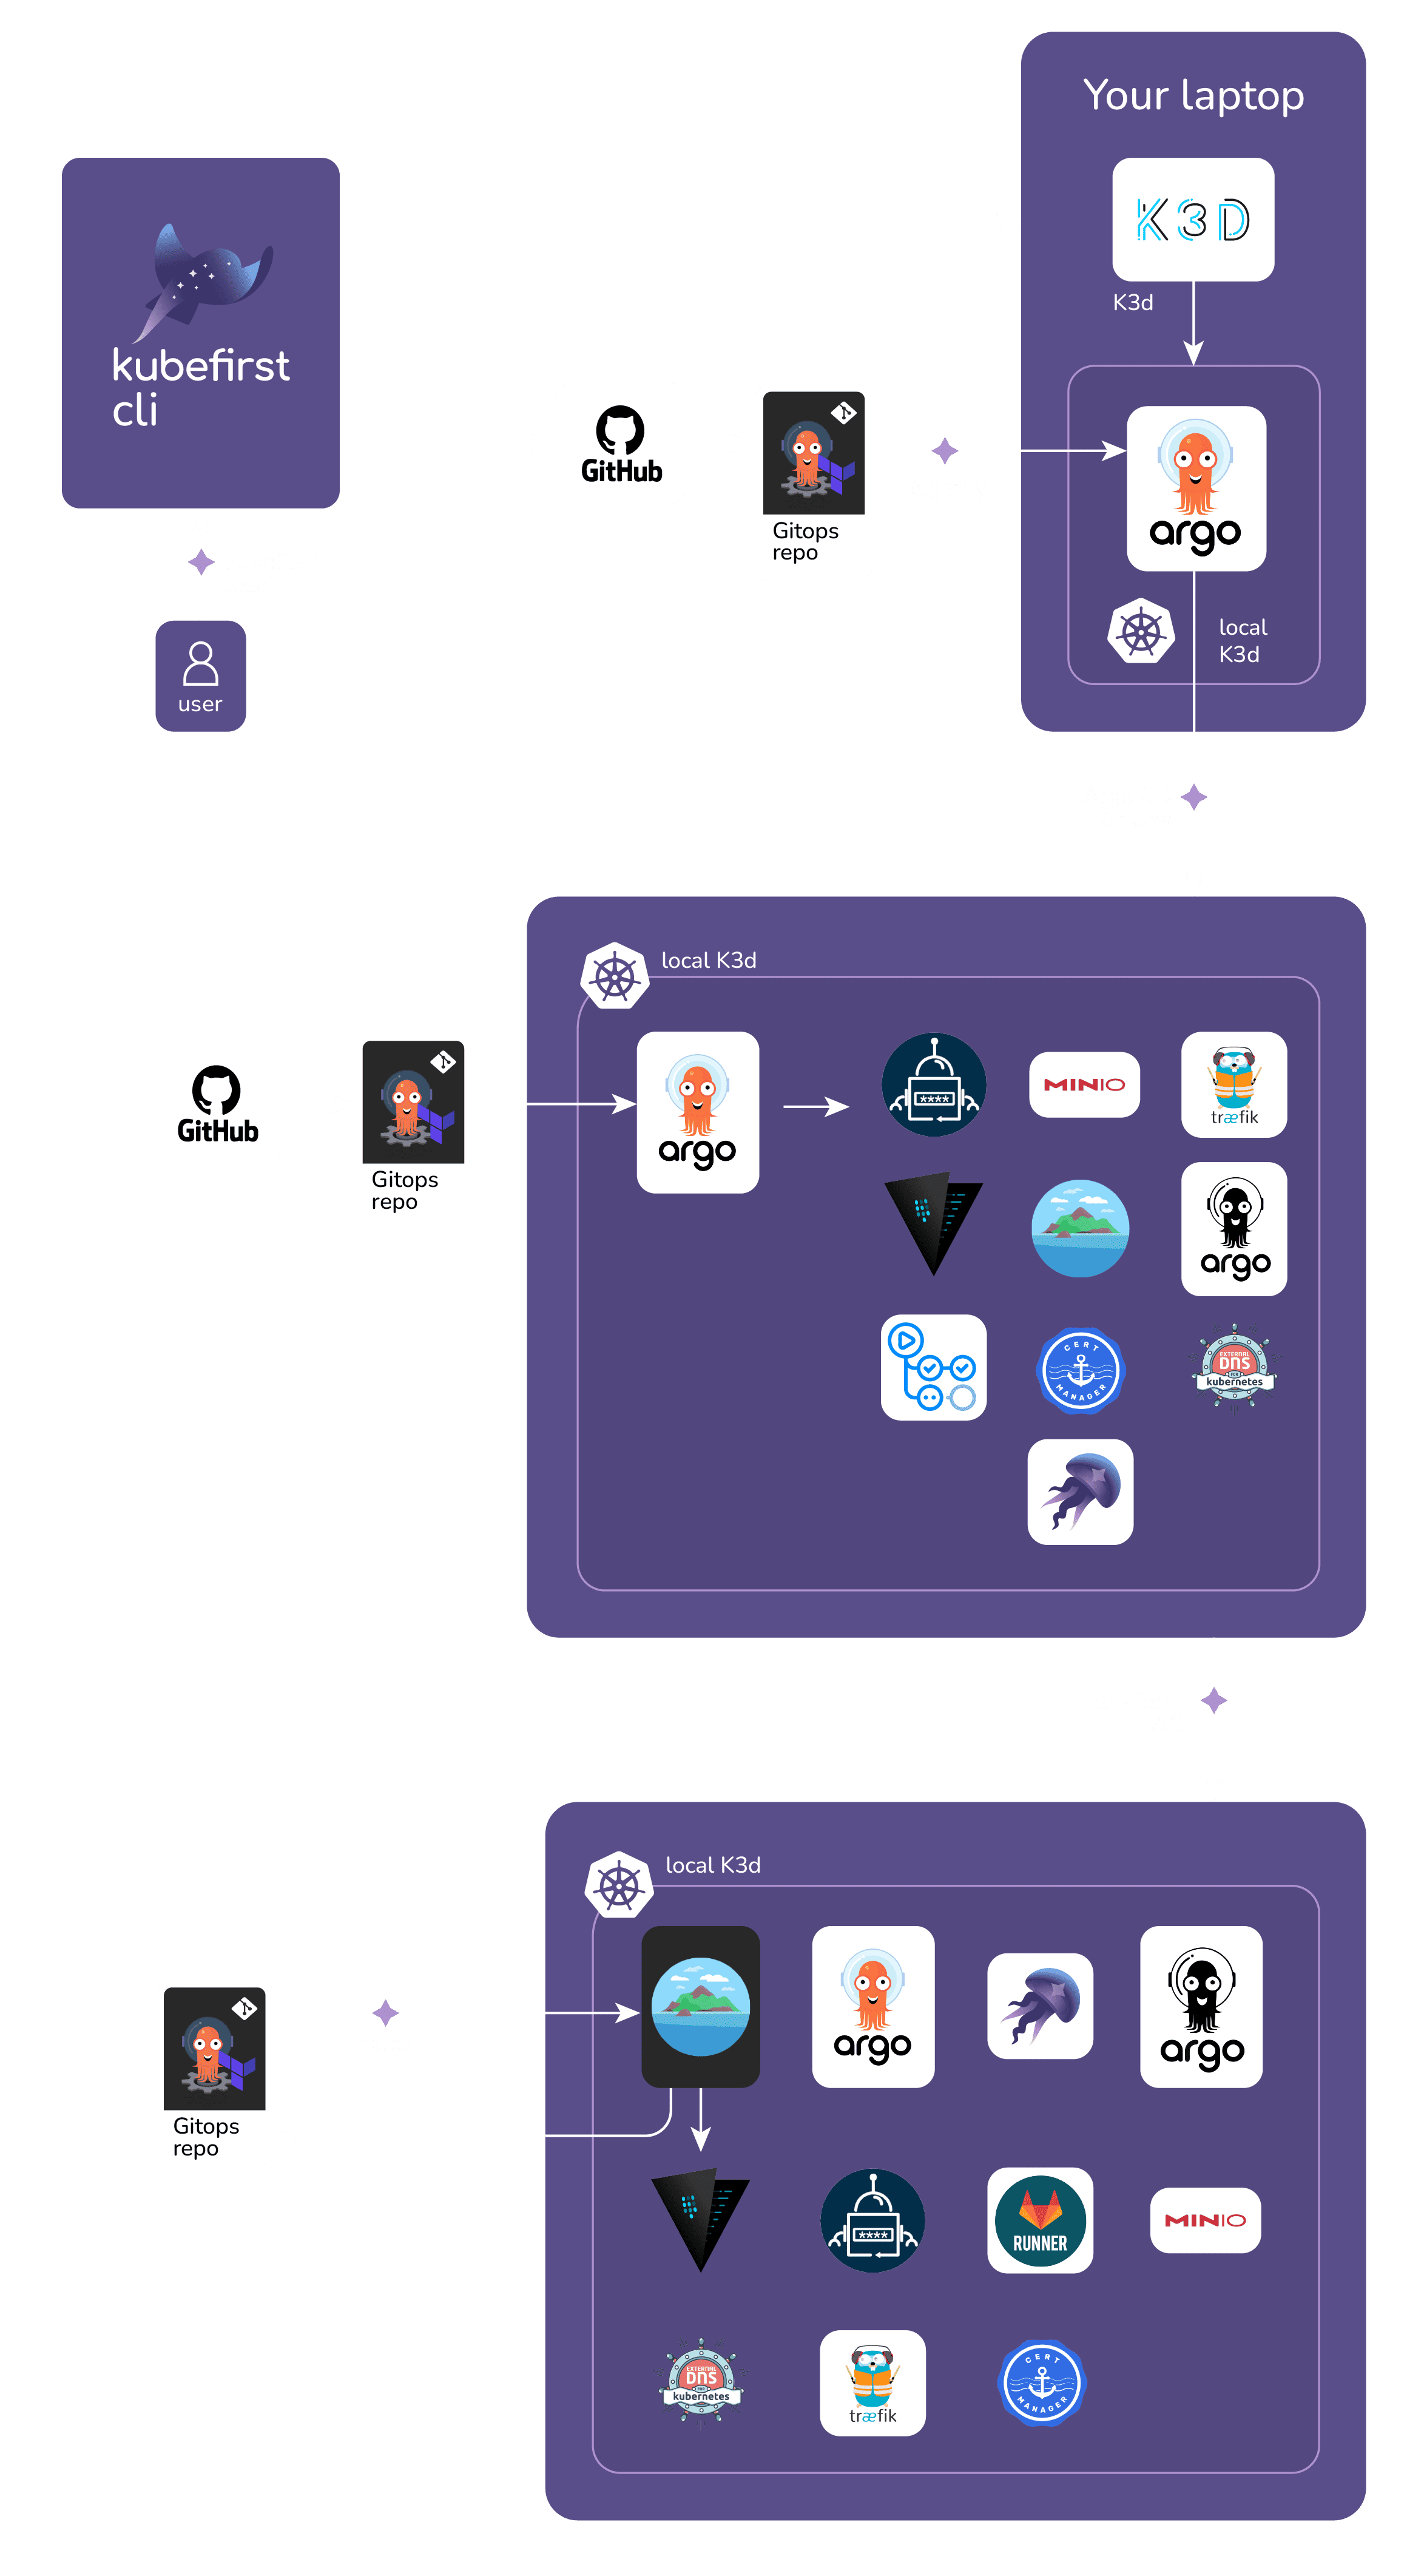 Your laptop
K3D
K3d
kubefirst
cli
GitHub
Gitops
repo
argo
local
K3d
user
local K3d
GitHub
Gitops
repo
argo
****
MINIO
træfik
argo
CERT
MANAGER
EXTERNAL
DNS
FOR
kubernetes
local K3d
Gitops
repo
argo
argo
****
RUNNER
MINIO
EXTERNAL
DNS
FOR
kubernetes
træfik
CERT
MANAGER